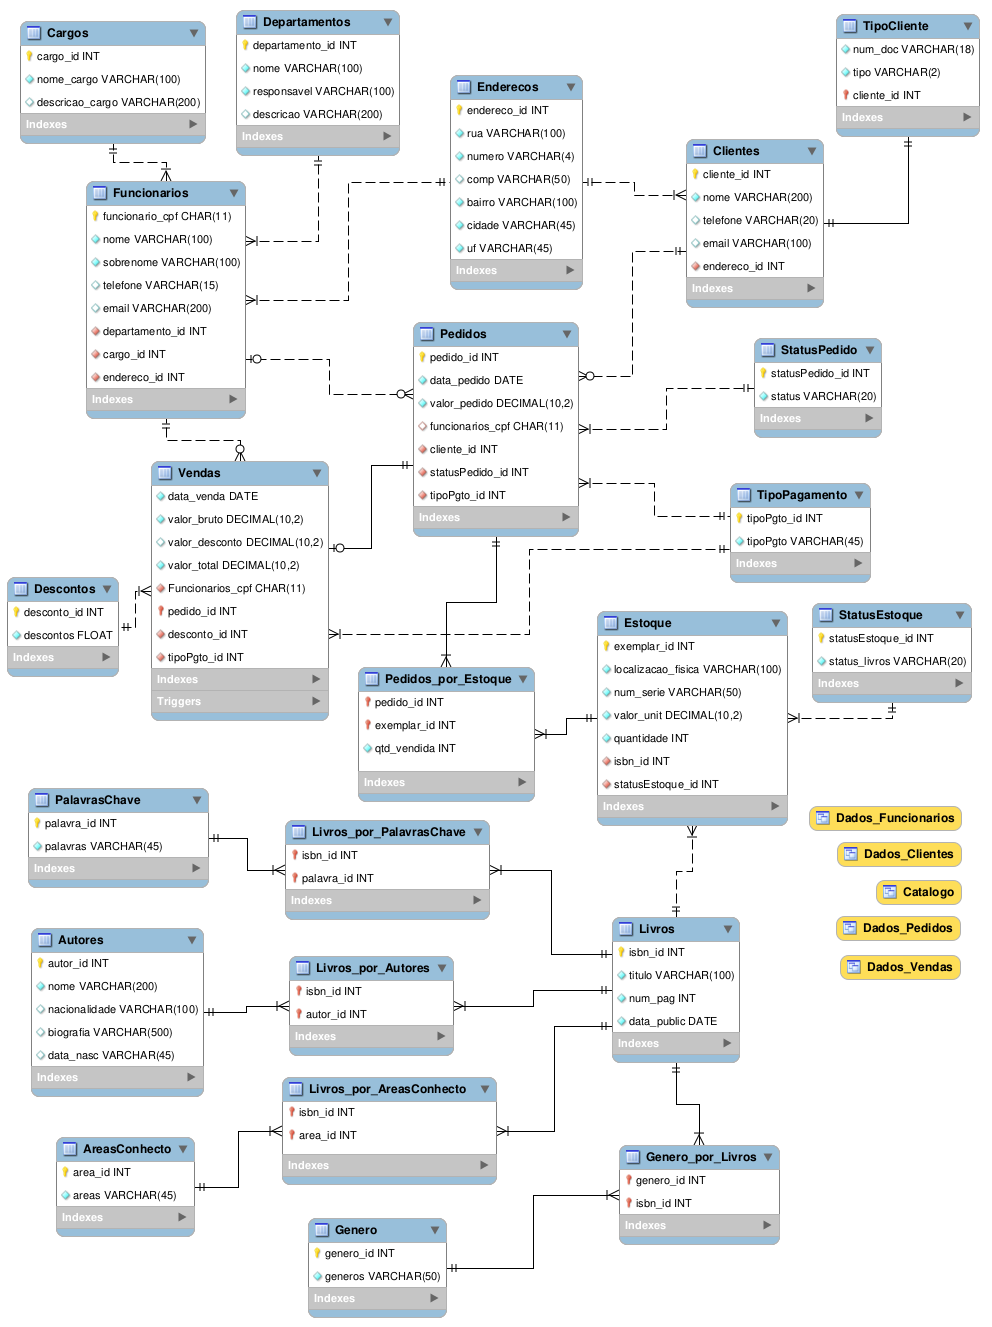 Cargos
cargo_id INT
nome_cargo VARCHAR(100)
descricao_cargo VARCHAR(200)
Indexes
Departamentos
departamento_id INT
nome VARCHAR(100)
responsavel VARCHAR(100)
descricao VARCHAR(200)
Indexes
Enderecos
endereco_id INT
rua VARCHAR(100)
numero VARCHAR(4)
comp VARCHAR(50)
bairro VARCHAR(100)
cidade VARCHAR(45)
uf VARCHAR(45)
Indexes
TipoCliente
num_doc VARCHAR(18)
tipo VARCHAR(2)
cliente_id INT
Indexes
Clientes
cliente_id INT
nome VARCHAR(200)
telefone VARCHAR(20)
email VARCHAR(100)
endereco_id INT
Indexes
Funcionarios
funcionario_cpf CHAR(11)
nome VARCHAR(100)
sobrenome VARCHAR(100)
telefone VARCHAR(15)
email VARCHAR(200)
departamento_id INT
cargo_id INT
endereco_id INT
Indexes
Pedidos
pedido_id INT
data_pedido DATE
valor_pedido DECIMAL(10,2)
funcionarios_cpf CHAR(11)
cliente_id INT
statusPedido_id INT
tipoPgto_id INT
Indexes
StatusPedido
statusPedido_id INT
status VARCHAR(20)
Indexes
Vendas
data_venda DATE
valor_bruto DECIMAL(10,2)
valor_desconto DECIMAL(10,2)
valor_total DECIMAL(10,2)
Funcionarios_cpf CHAR(11)
pedido_id INT
desconto_id INT
tipoPgto_id INT
Indexes
Triggers
TipoPagamento
tipoPgto_id INT
tipoPgto VARCHAR(45)
Indexes
Descontos
desconto_id INT
descontos FLOAT
Indexes
Estoque
exemplar_id INT
localizacao_fisica VARCHAR(100)
num_serie VARCHAR(50)
valor_unit DECIMAL(10,2)
quantidade INT
isbn_id INT
statusEstoque_id INT
Indexes
StatusEstoque
statusEstoque_id INT
status_livros VARCHAR(20)
Indexes
Pedidos_por_Estoque
pedido_id INT
exemplar_id INT
qtd_vendida INT
Indexes
PalavrasChave
palavra_id INT
palavras VARCHAR(45)
Indexes
Livros_por_PalavrasChave
isbn_id INT
palavra_id INT
Indexes
Dados_Funcionarios
Dados_Clientes
Catalogo
Dados_Pedidos
Dados_Vendas
Autores
autor_id INT
nome VARCHAR(200)
nacionalidade VARCHAR(100)
biografia VARCHAR(500)
data_nasc VARCHAR(45)
Indexes
Livros_por_Autores
isbn_id INT
autor_id INT
Indexes
Livros
isbn_id INT
titulo VARCHAR(100)
num_pag INT
data_public DATE
Indexes
Livros_por_AreasConhecto
isbn_id INT
area_id INT
Indexes
AreasConhecto
area_id INT
areas VARCHAR(45)
Indexes
Genero_por_Livros
genero_id INT
isbn_id INT
Indexes
Genero
genero_id INT
generos VARCHAR(50)
Indexes